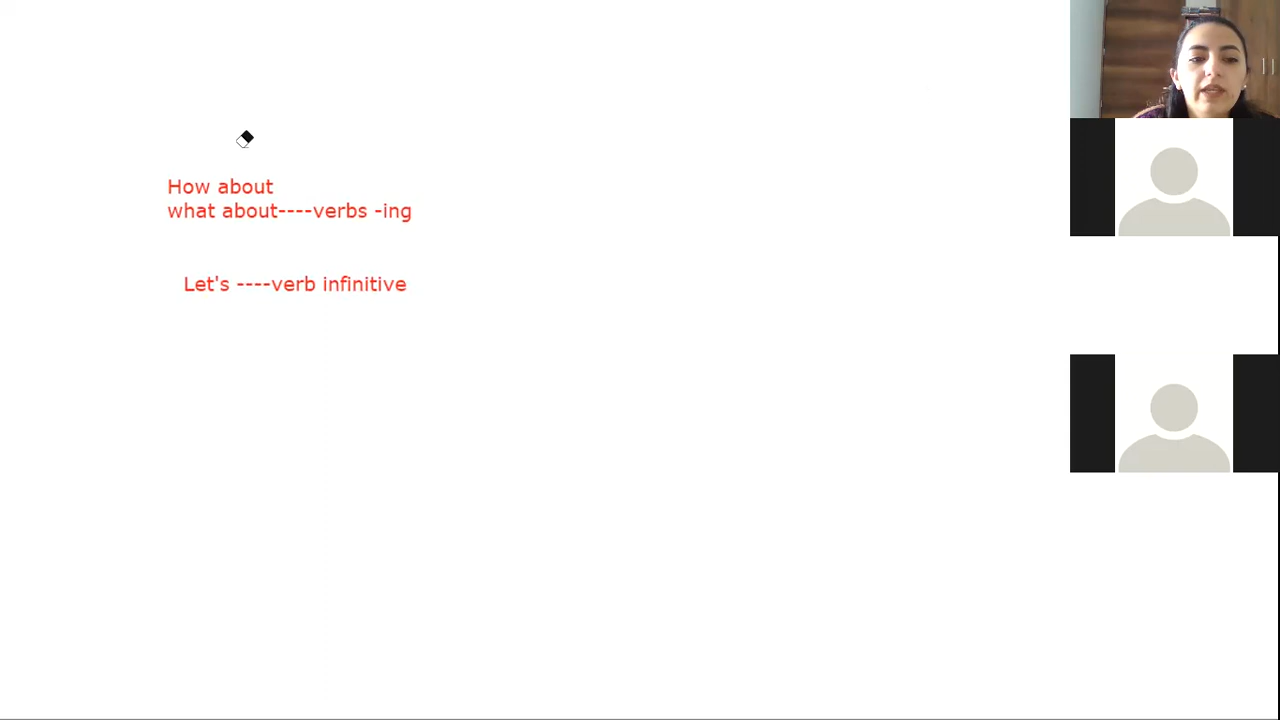 How about
what about----verbs -ing
Let's ----verb infinitive